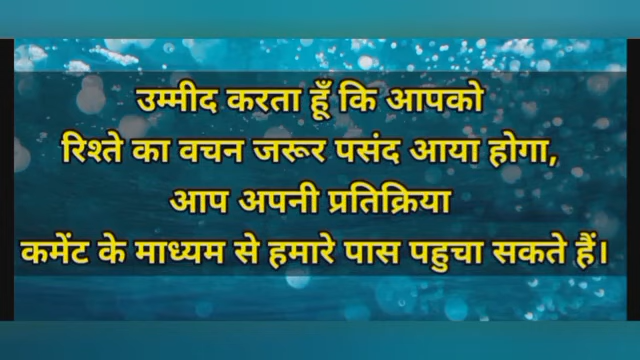 उम्मीद करता हूँ कि आपको
रिश्ते का वचन जरूर पसंद आया होगा,
आप अपनी प्रतिक्रिया
कमेंट के माध्यम से हमारे पास पहुचा सकते हैं।